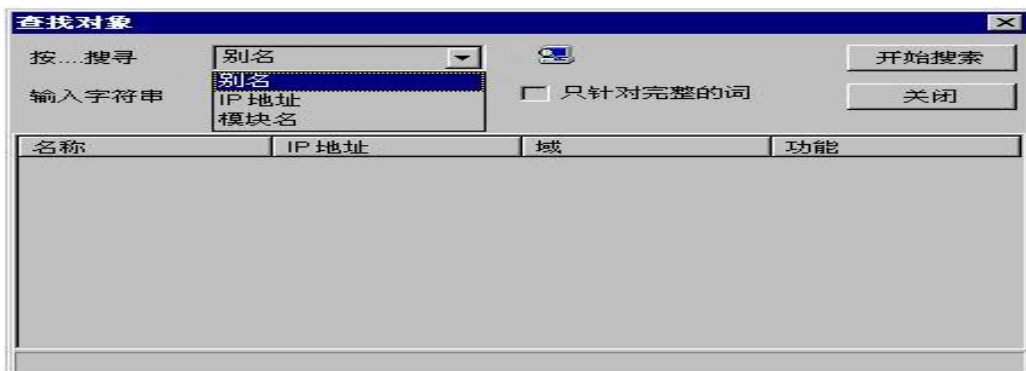 查找对象
按....搜寻
别名
开始搜索
别名
IP 地址
模块名
输入字符串
只针对完整的词
关闭
名称
IP 地址
域
功能